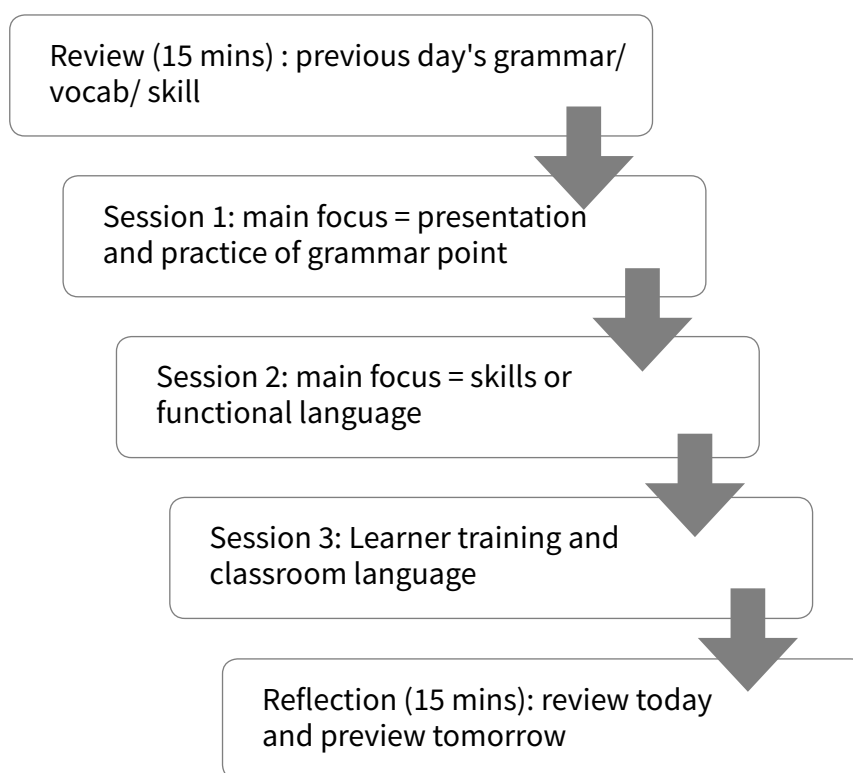 Review (15 mins) : previous day's grammar/
vocab/ skill
Session 1: main focus = presentation
and practice of grammar point
Session 2: main focus = skills or
functional language
Session 3: Learner training and
classroom language
Reflection (15 mins): review today
and preview tomorrow